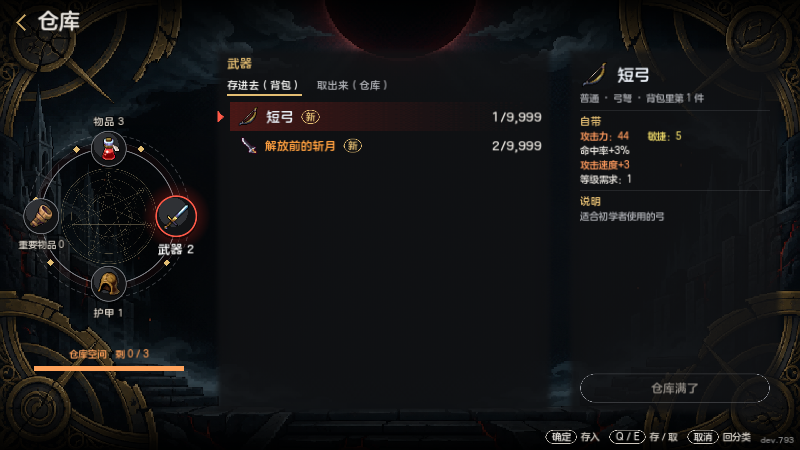 仓库
武器
存进去（背包） 取出来（仓库）
短弓 新 1/9,999
解放前的斩月 新 2/9,999
物品 3
重要物品 0
武器 2
护甲 1
仓库空间 剩 0 / 3
短弓
普通 · 弓弩 · 背包里第 1 件
自带
攻击力: 44 敏捷: 5
命中率+3%
攻击速度+3
等级需求: 1
说明
适合初学者使用的弓
仓库满了
确定 存入 Q / E 存 / 取 取消 回分类
dev.793